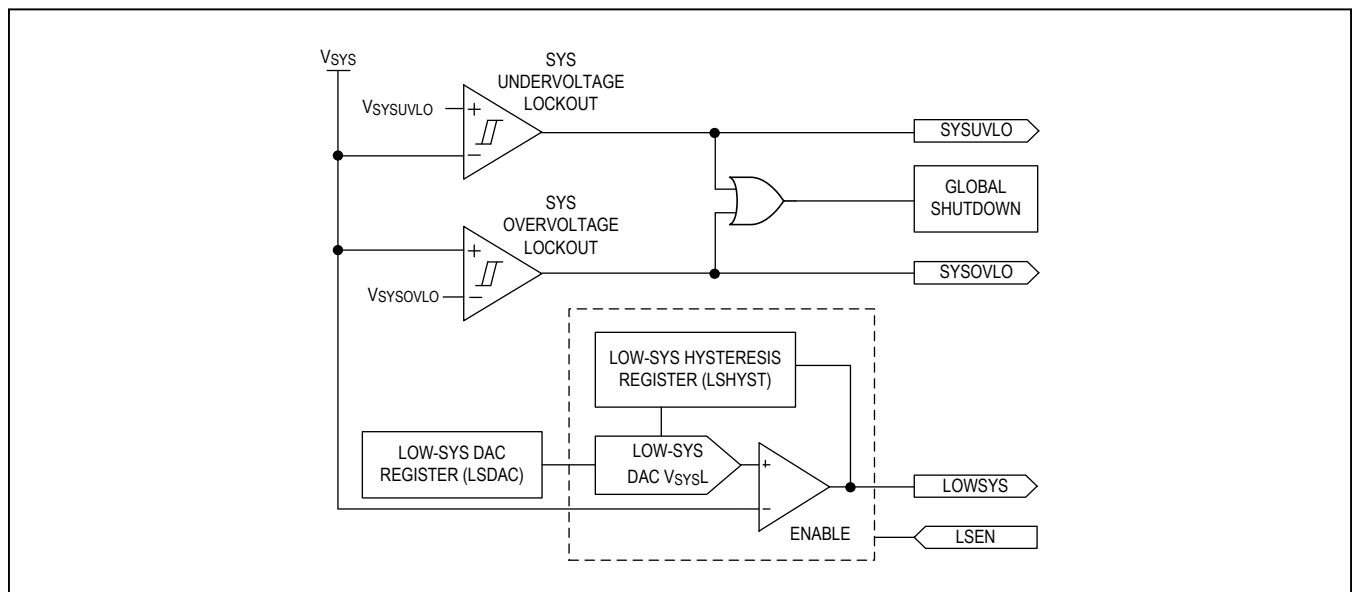 VSYS
SYS
UNDERVOLTAGE
LOCKOUT
VSYSUVLO
+
−
SYSUVLO
GLOBAL
SHUTDOWN
SYS
OVERVOLTAGE
LOCKOUT
+
−
VSYSOVLO
SYSOVLO
LOW-SYS HYSTERESIS
REGISTER (LSHYST)
LOW-SYS DAC
REGISTER (LSDAC)
LOW-SYS
DAC VSYSL
+
−
LOWSYS
ENABLE
LSEN